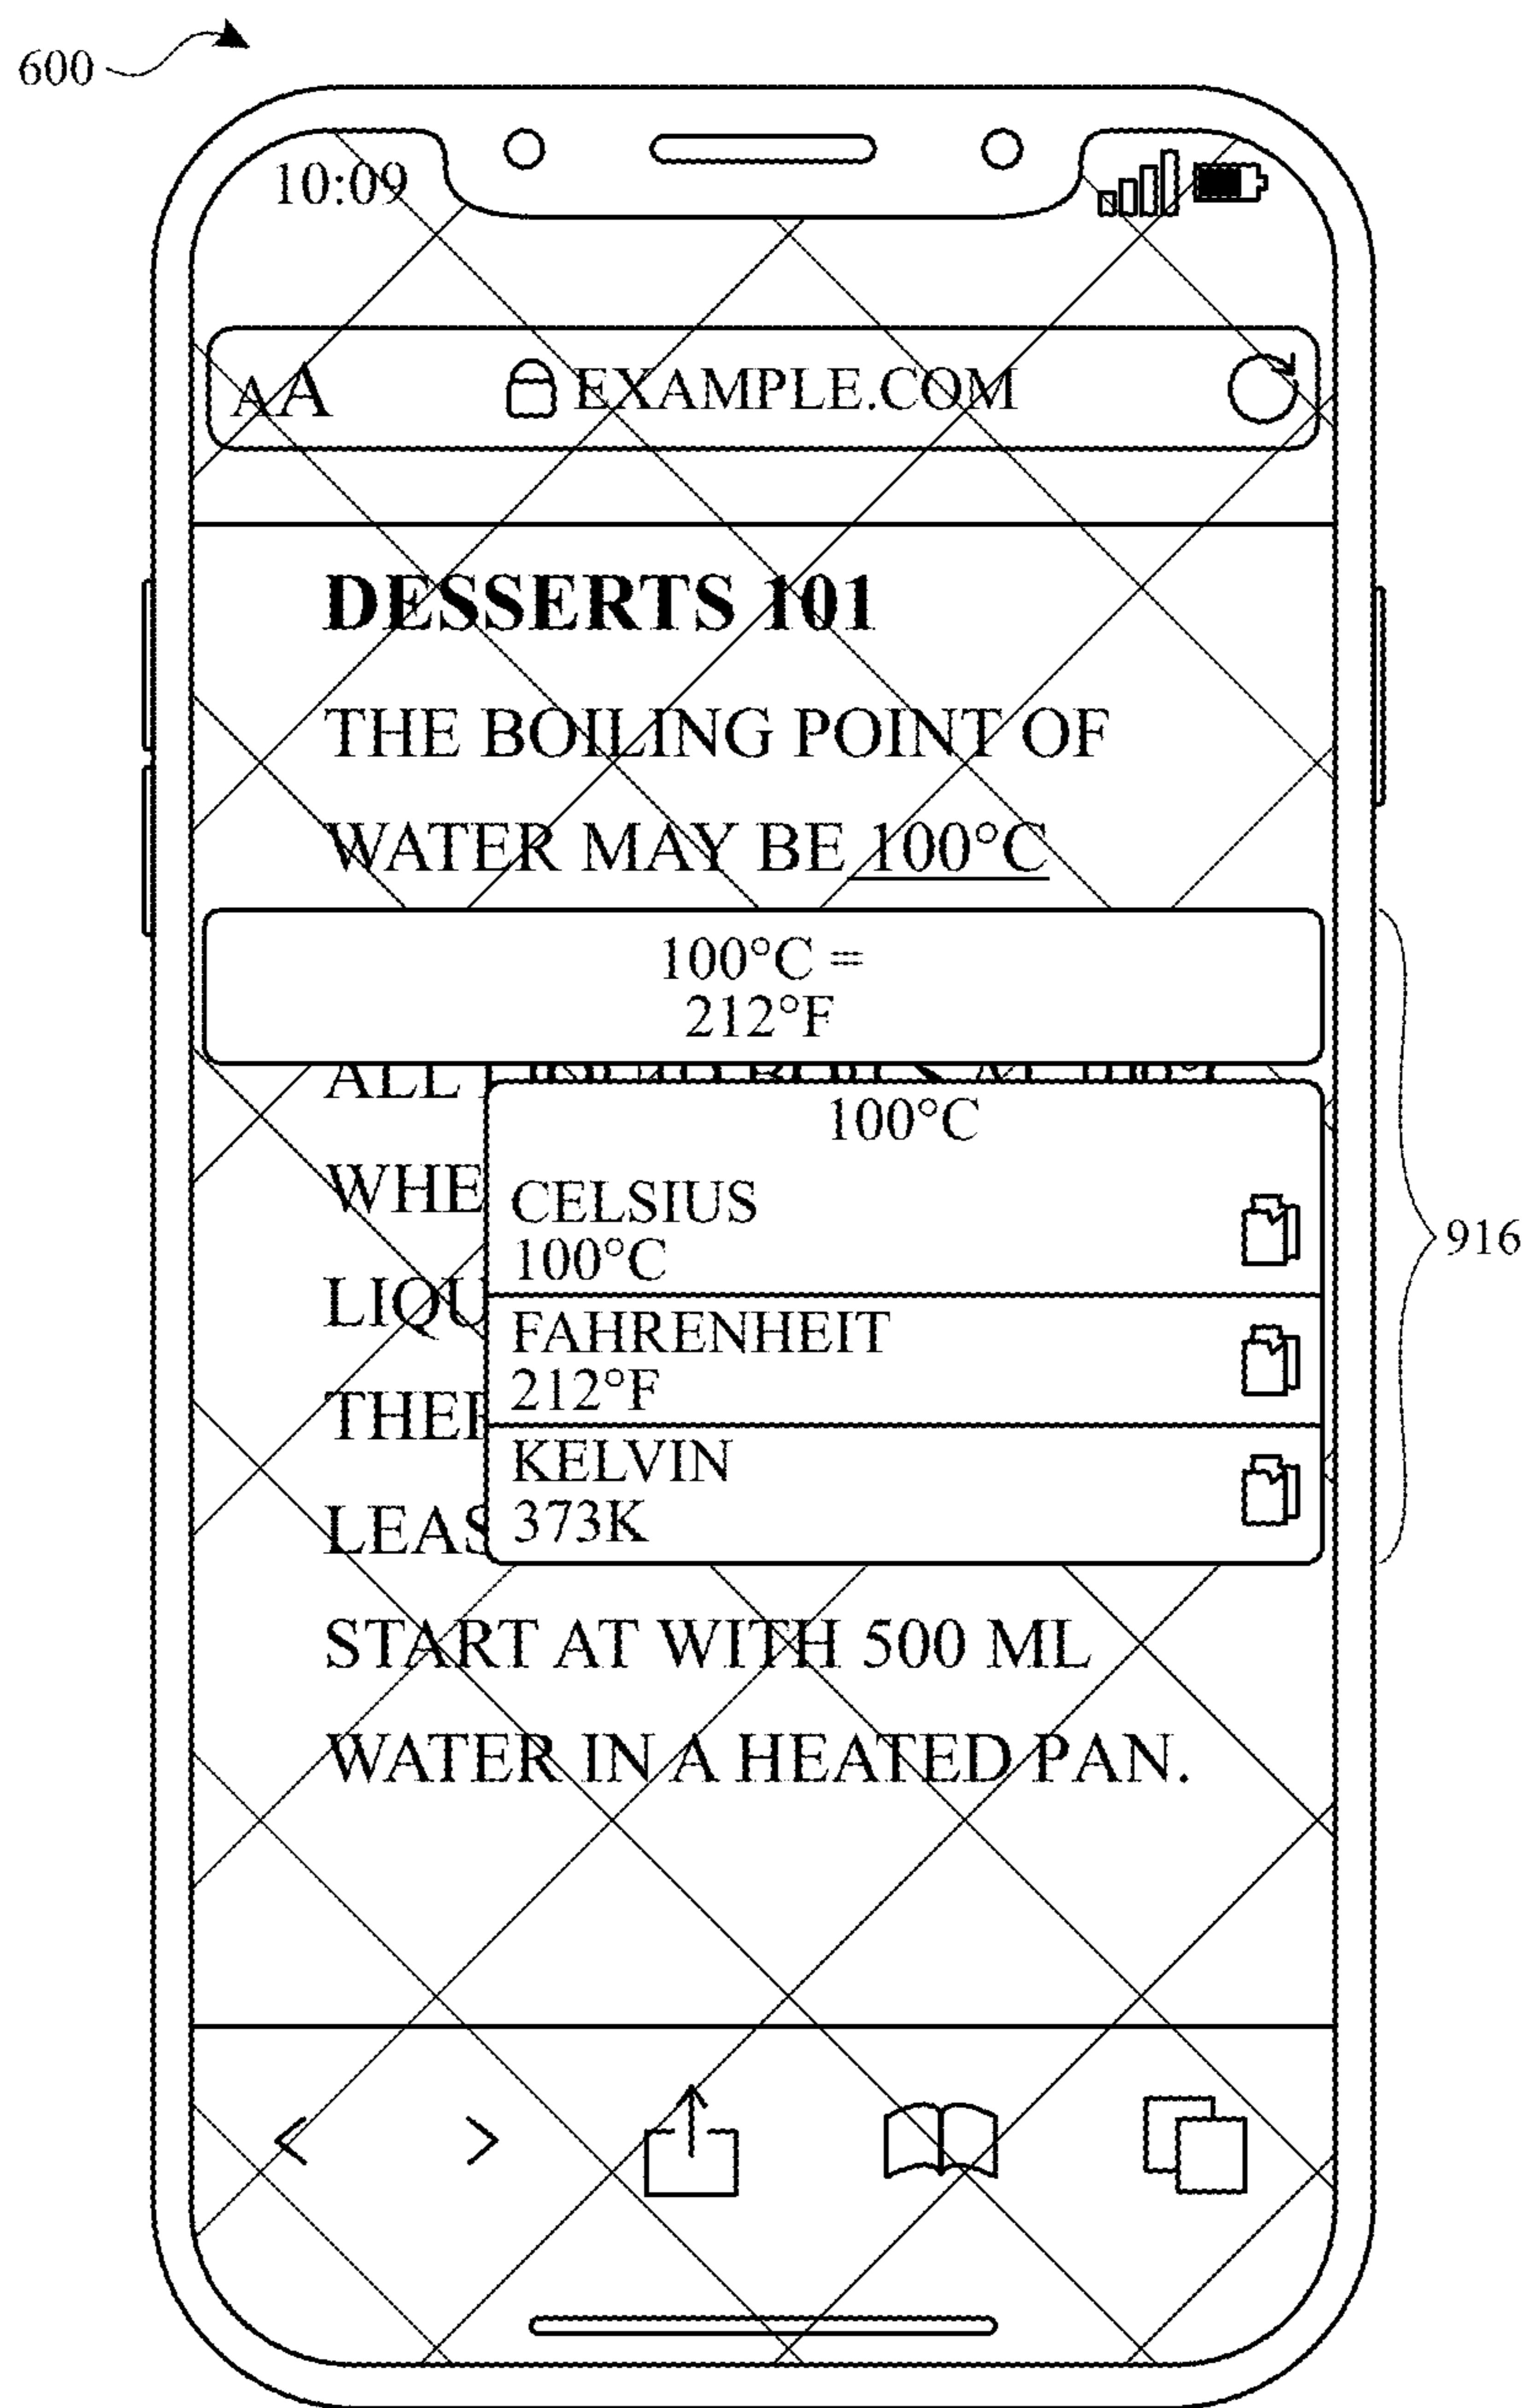 600
10:09
AA EXAMPLE.COM
DESSERTS 101
THE BOILING POINT OF
WATER MAY BE 100°C
100°C =
212°F
ALL
100°C
CELSIUS
100°C
FAHRENHEIT
212°F
KELVIN
373K
916
WHE
LIQU
LEAS
START AT WITH 500 ML
WATER IN A HEATED PAN.